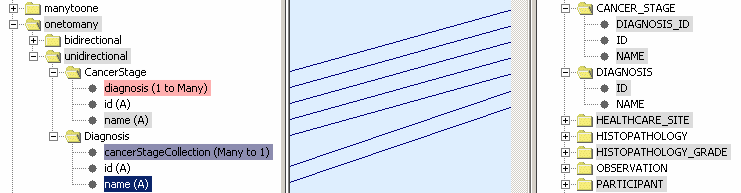 manytoone
onetomany
bidirectional
unidirectional
CancerStage
diagnosis (1 to Many)
id (A)
name (A)
Diagnosis
cancerStageCollection (Many to 1)
id (A)
name (A)
CANCER_STAGE
DIAGNOSIS_ID
ID
NAME
DIAGNOSIS
ID
NAME
HEALTHCARE_SITE
HISTOPATHOLOGY
HISTOPATHOLOGY_GRADE
OBSERVATION
PARTICIPANT